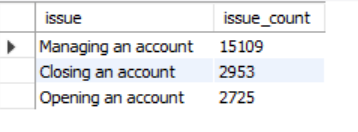 issue issue_count
Managing an account 15109
Closing an account 2953
Opening an account 2725